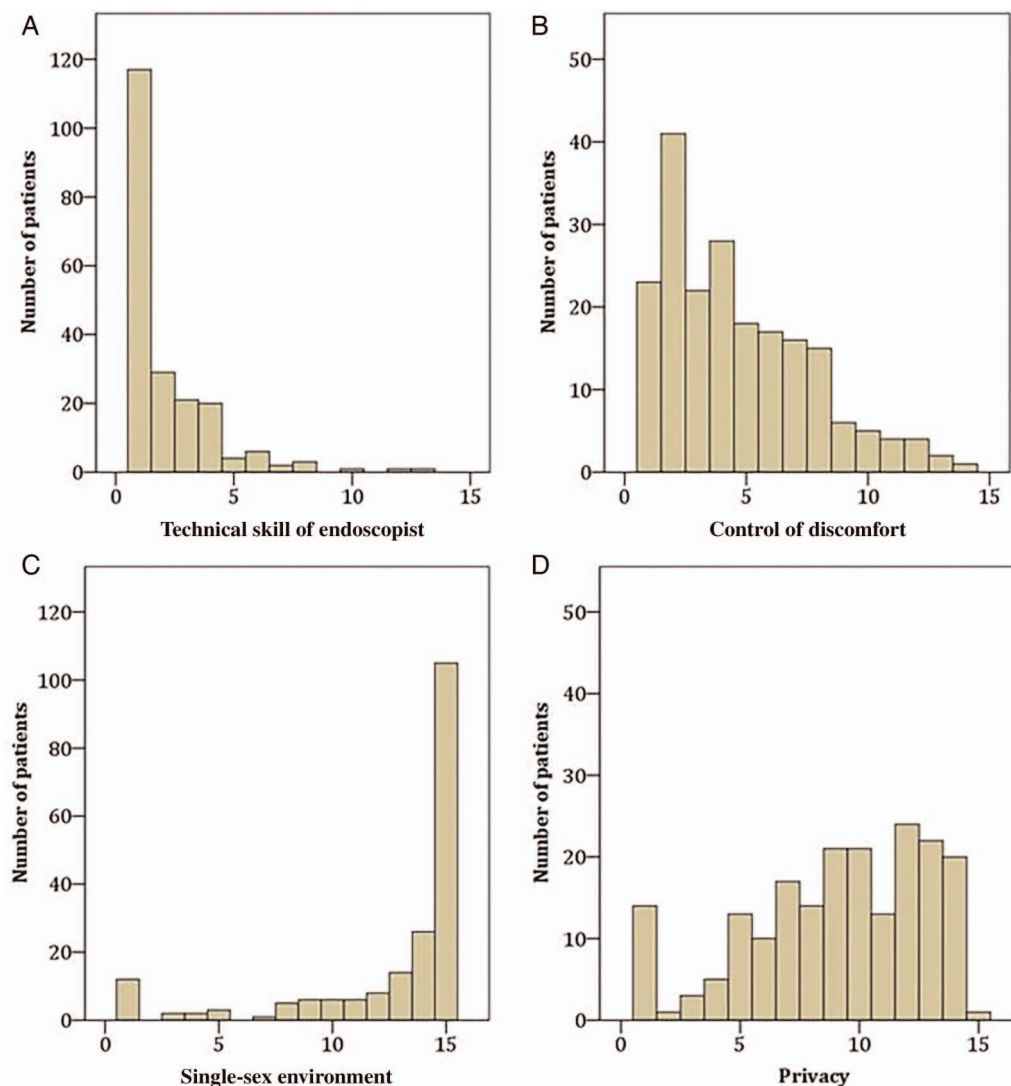 A
Number of patients
120
100
80
60
40
20
0
0 5 10 15
Technical skill of endoscopist
B
Number of patients
50
40
30
20
10
0
0 5 10 15
Control of discomfort
C
Number of patients
120
100
80
60
40
20
0
0 5 10 15
Single-sex environment
D
Number of patients
50
40
30
20
10
0
0 5 10 15
Privacy